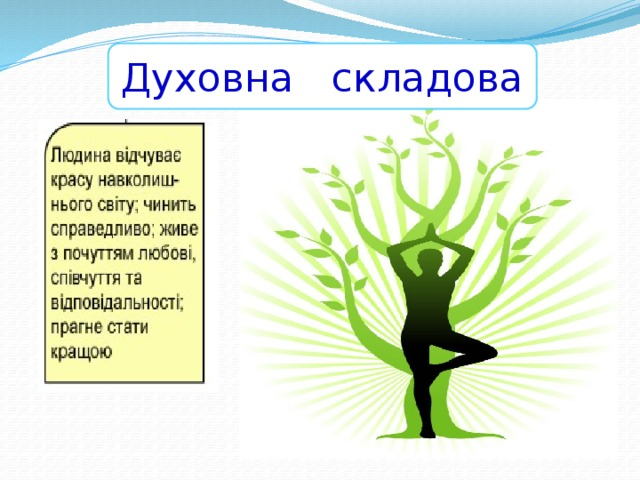 Духовна складова
Людина відчуває
красу навколиш-
нього світу; чинить
справедливо; живе
з почуттям любові,
співчуття та
відповідальності;
прагне стати
кращою